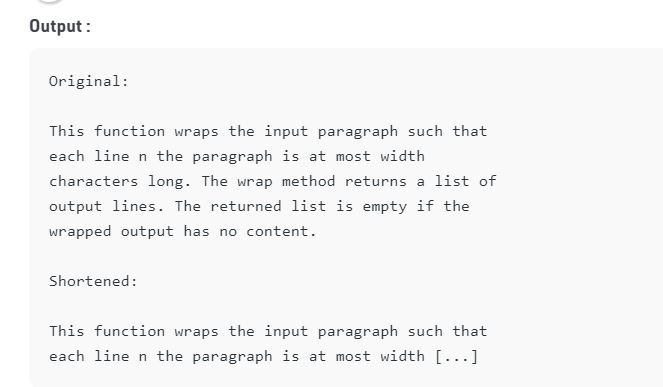 Output :
Original:
This function wraps the input paragraph such that
each line n the paragraph is at most width
characters long. The wrap method returns a list of
output lines. The returned list is empty if the
wrapped output has no content.
Shortened:
This function wraps the input paragraph such that
each line n the paragraph is at most width [...]